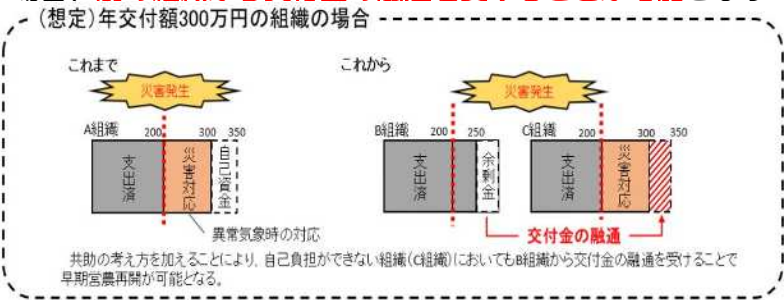 (想定)年交付額300万円の組織の場合
これまで
災害発生
A組織 200 300 350
支出済
災害対応
自己資金
異常気象時の対応
これから
災害発生
B組織 200 250
支出済
余剰金
C組織 200 300 350
支出済
災害対応
交付金の融通
共助の考え方を加えることにより、自己負担ができない組織(C組織)においてもB組織から交付金の融通を受けることで
早期営農再開が可能となる。